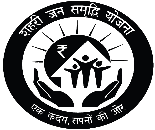 शहरी जन समृद्धि योजना
₹
एक कदम, सपनों की ओर